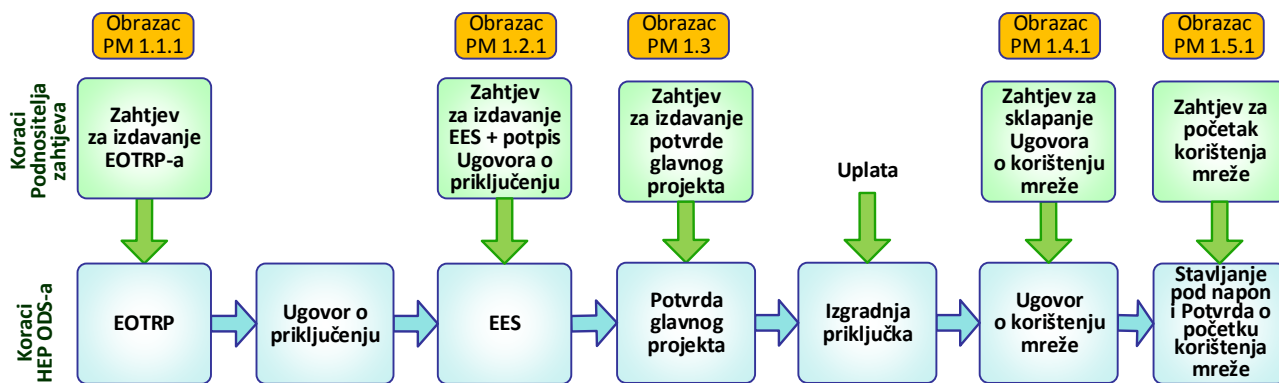 Obrazac
PM 1.1.1
Obrazac
PM 1.2.1
Obrazac
PM 1.3
Obrazac
PM 1.4.1
Obrazac
PM 1.5.1
Koraci
Podnositelja
zahtjeva
Zahtjev
za izdavanje
EOTRP-a
Zahtjev
za izdavanje
EES + potpis
Ugovora o
priključenju
Zahtjev
za izdavanje
potvrde
glavnog
projekta
Uplata
Zahtjev za
sklapanje
Ugovora
o korištenju
mreže
Zahtjev za
početak
korištenja
mreže
Koraci
HEP ODS-a
EOTRP
Ugovor o
priključenju
EES
Potvrda
glavnog
projekta
Izgradnja
priključka
Ugovor
o korištenju
mreže
Stavljanje
pod napon
i Potvrda o
početku
korištenja
mreže